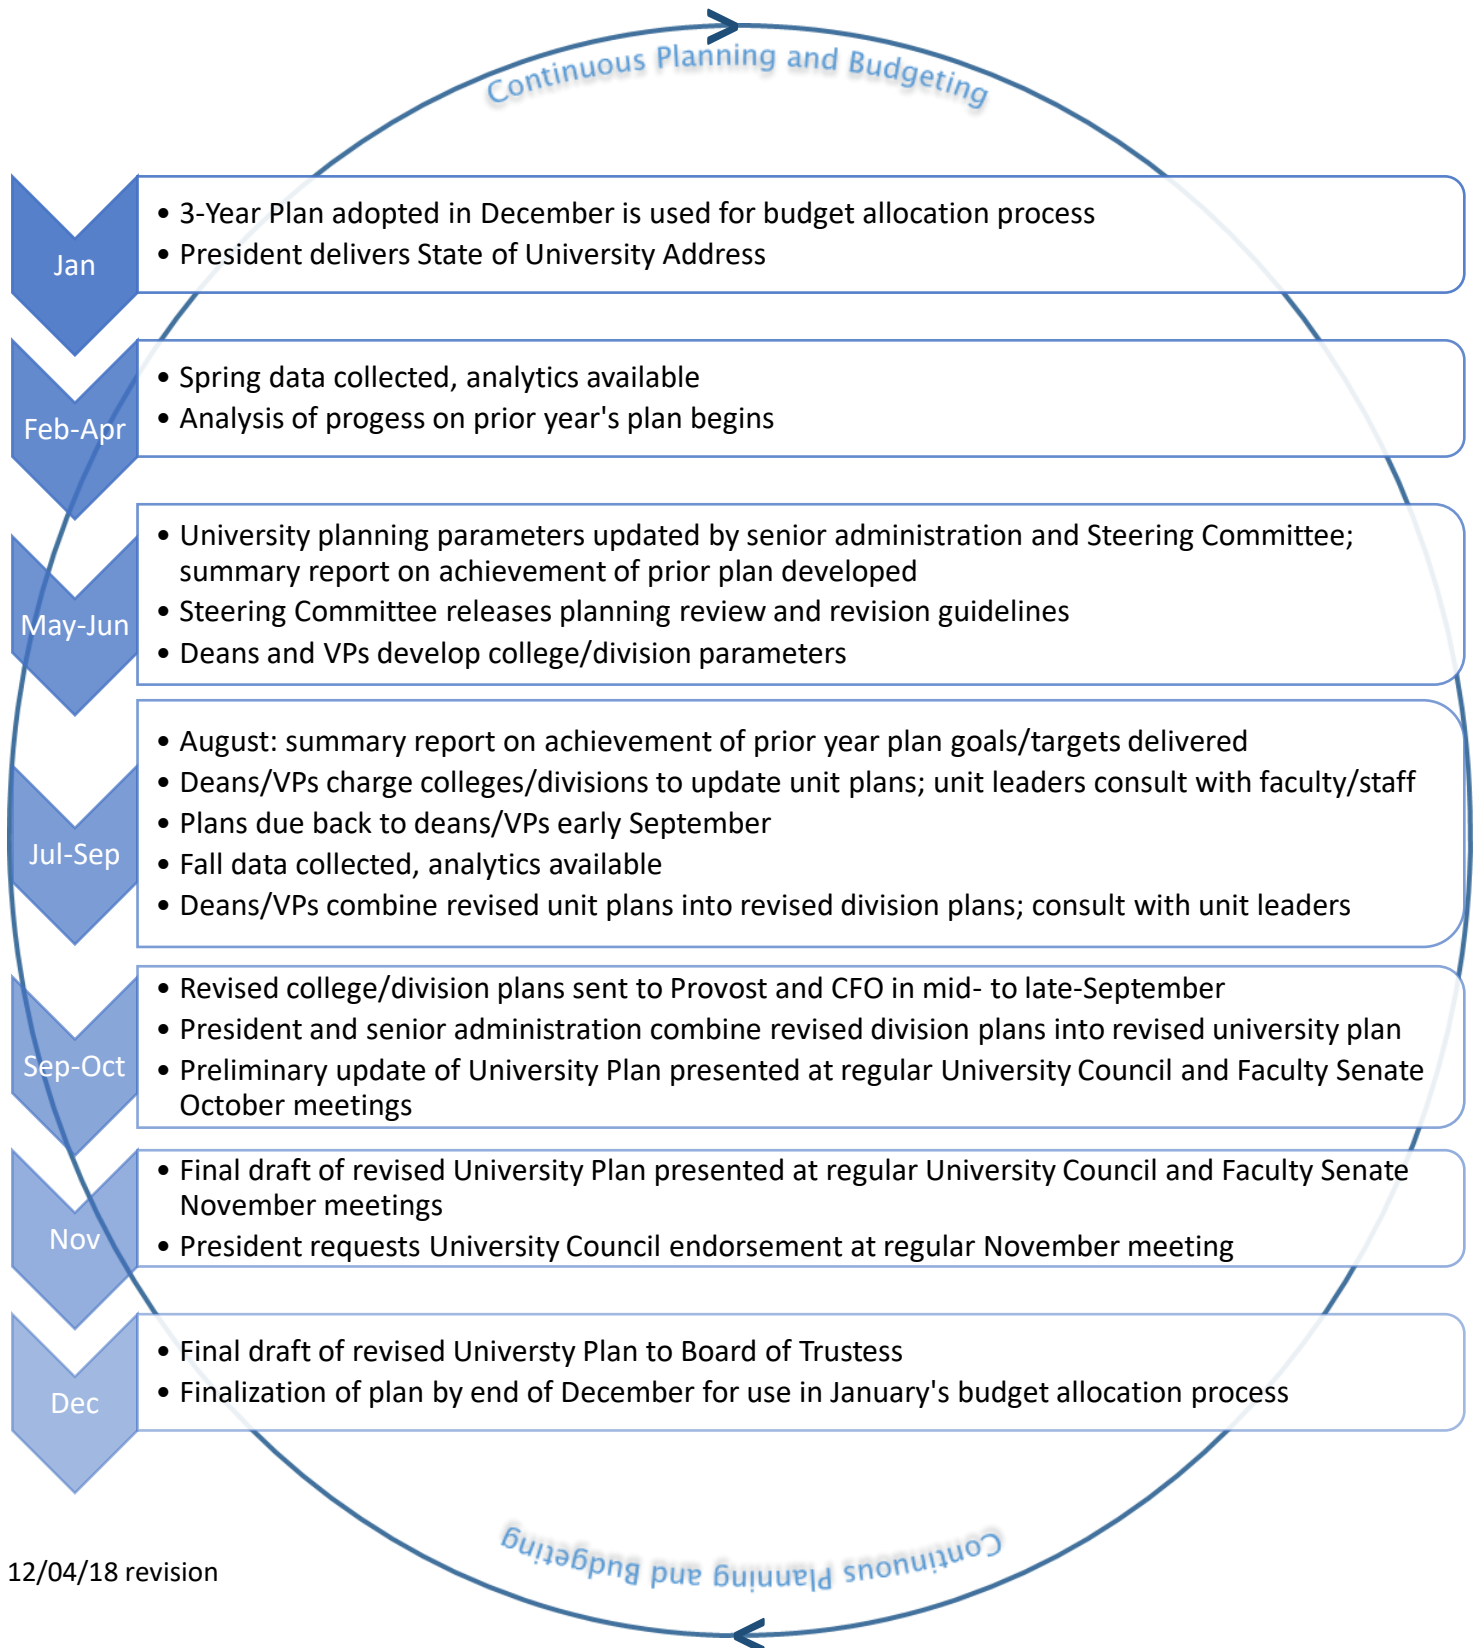 Continuous Planning and Budgeting
Jan
• 3-Year Plan adopted in December is used for budget allocation process
• President delivers State of University Address
Feb-Apr
• Spring data collected, analytics available
• Analysis of progess on prior year's plan begins
May-Jun
• University planning parameters updated by senior administration and Steering Committee;
summary report on achievement of prior plan developed
• Steering Committee releases planning review and revision guidelines
• Deans and VPs develop college/division parameters
Jul-Sep
• August: summary report on achievement of prior year plan goals/targets delivered
• Deans/VPs charge colleges/divisions to update unit plans; unit leaders consult with faculty/staff
• Plans due back to deans/VPs early September
• Fall data collected, analytics available
• Deans/VPs combine revised unit plans into revised division plans; consult with unit leaders
Sep-Oct
• Revised college/division plans sent to Provost and CFO in mid- to late-September
• President and senior administration combine revised division plans into revised university plan
• Preliminary update of University Plan presented at regular University Council and Faculty Senate
October meetings
Nov
• Final draft of revised University Plan presented at regular University Council and Faculty Senate
November meetings
• President requests University Council endorsement at regular November meeting
Dec
• Final draft of revised Universty Plan to Board of Trustess
• Finalization of plan by end of December for use in January's budget allocation process
Continuous Planning and Budgeting
12/04/18 revision